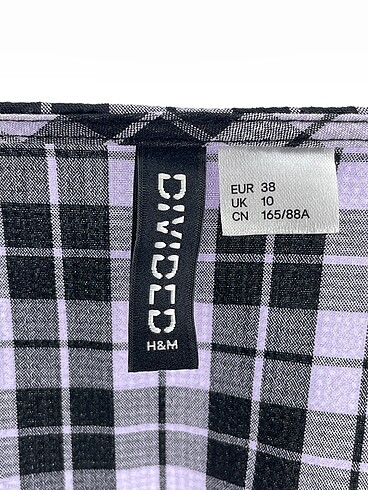 DIVIDED
H&M
EUR 38
UK 10
CN 165/88A